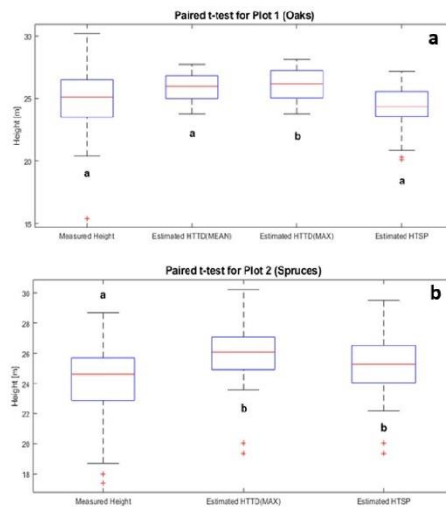 Paired t-test for Plot 1 (Oaks)
a
30
25
20
15
Height [m]
a
a
b
a
Measured Height
Estimated HTTD(MEAN)
Estimated HTTD(MAX)
Estimated HTSP
Paired t-test for Plot 2 (Spruces)
b
30
28
26
24
22
20
18
Height [m]
a
b
b
Measured Height
Estimated HTTD(MAX)
Estimated HTSP